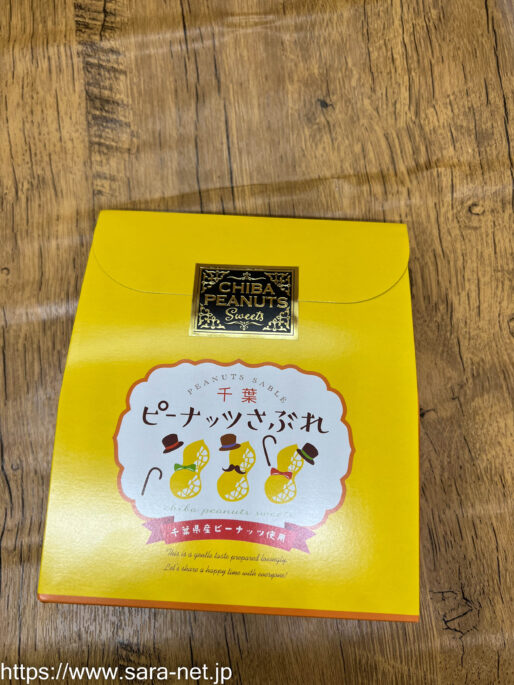 CHIBA
PEANUTS
Sweets
PEANUTS SABLE
千葉
ピーナッツさぶれ
chiba peanuts sweets
千葉県産ピーナッツ使用
This is a gentle taste prepared lovingly.
Let's share a happy time with everyone!
https://www.sara-net.jp